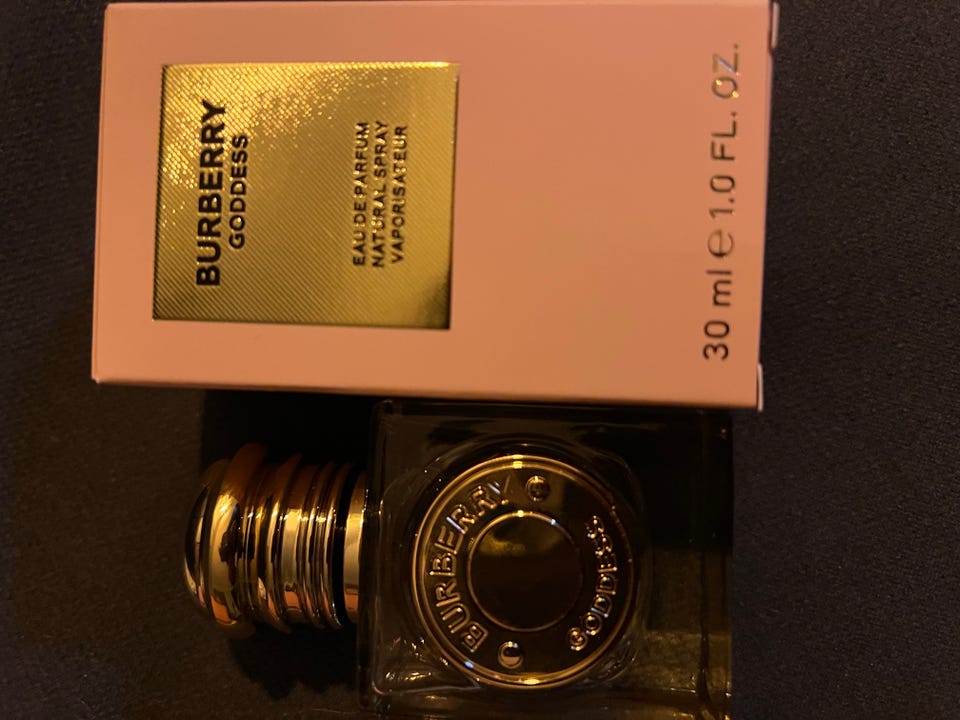 BURBERRY
GODDESS
EAU DE PARFUM
NATURAL SPRAY
VAPORISATEUR
30 ml e 1.0 FL. OZ.
BURBERRY
GODDESS